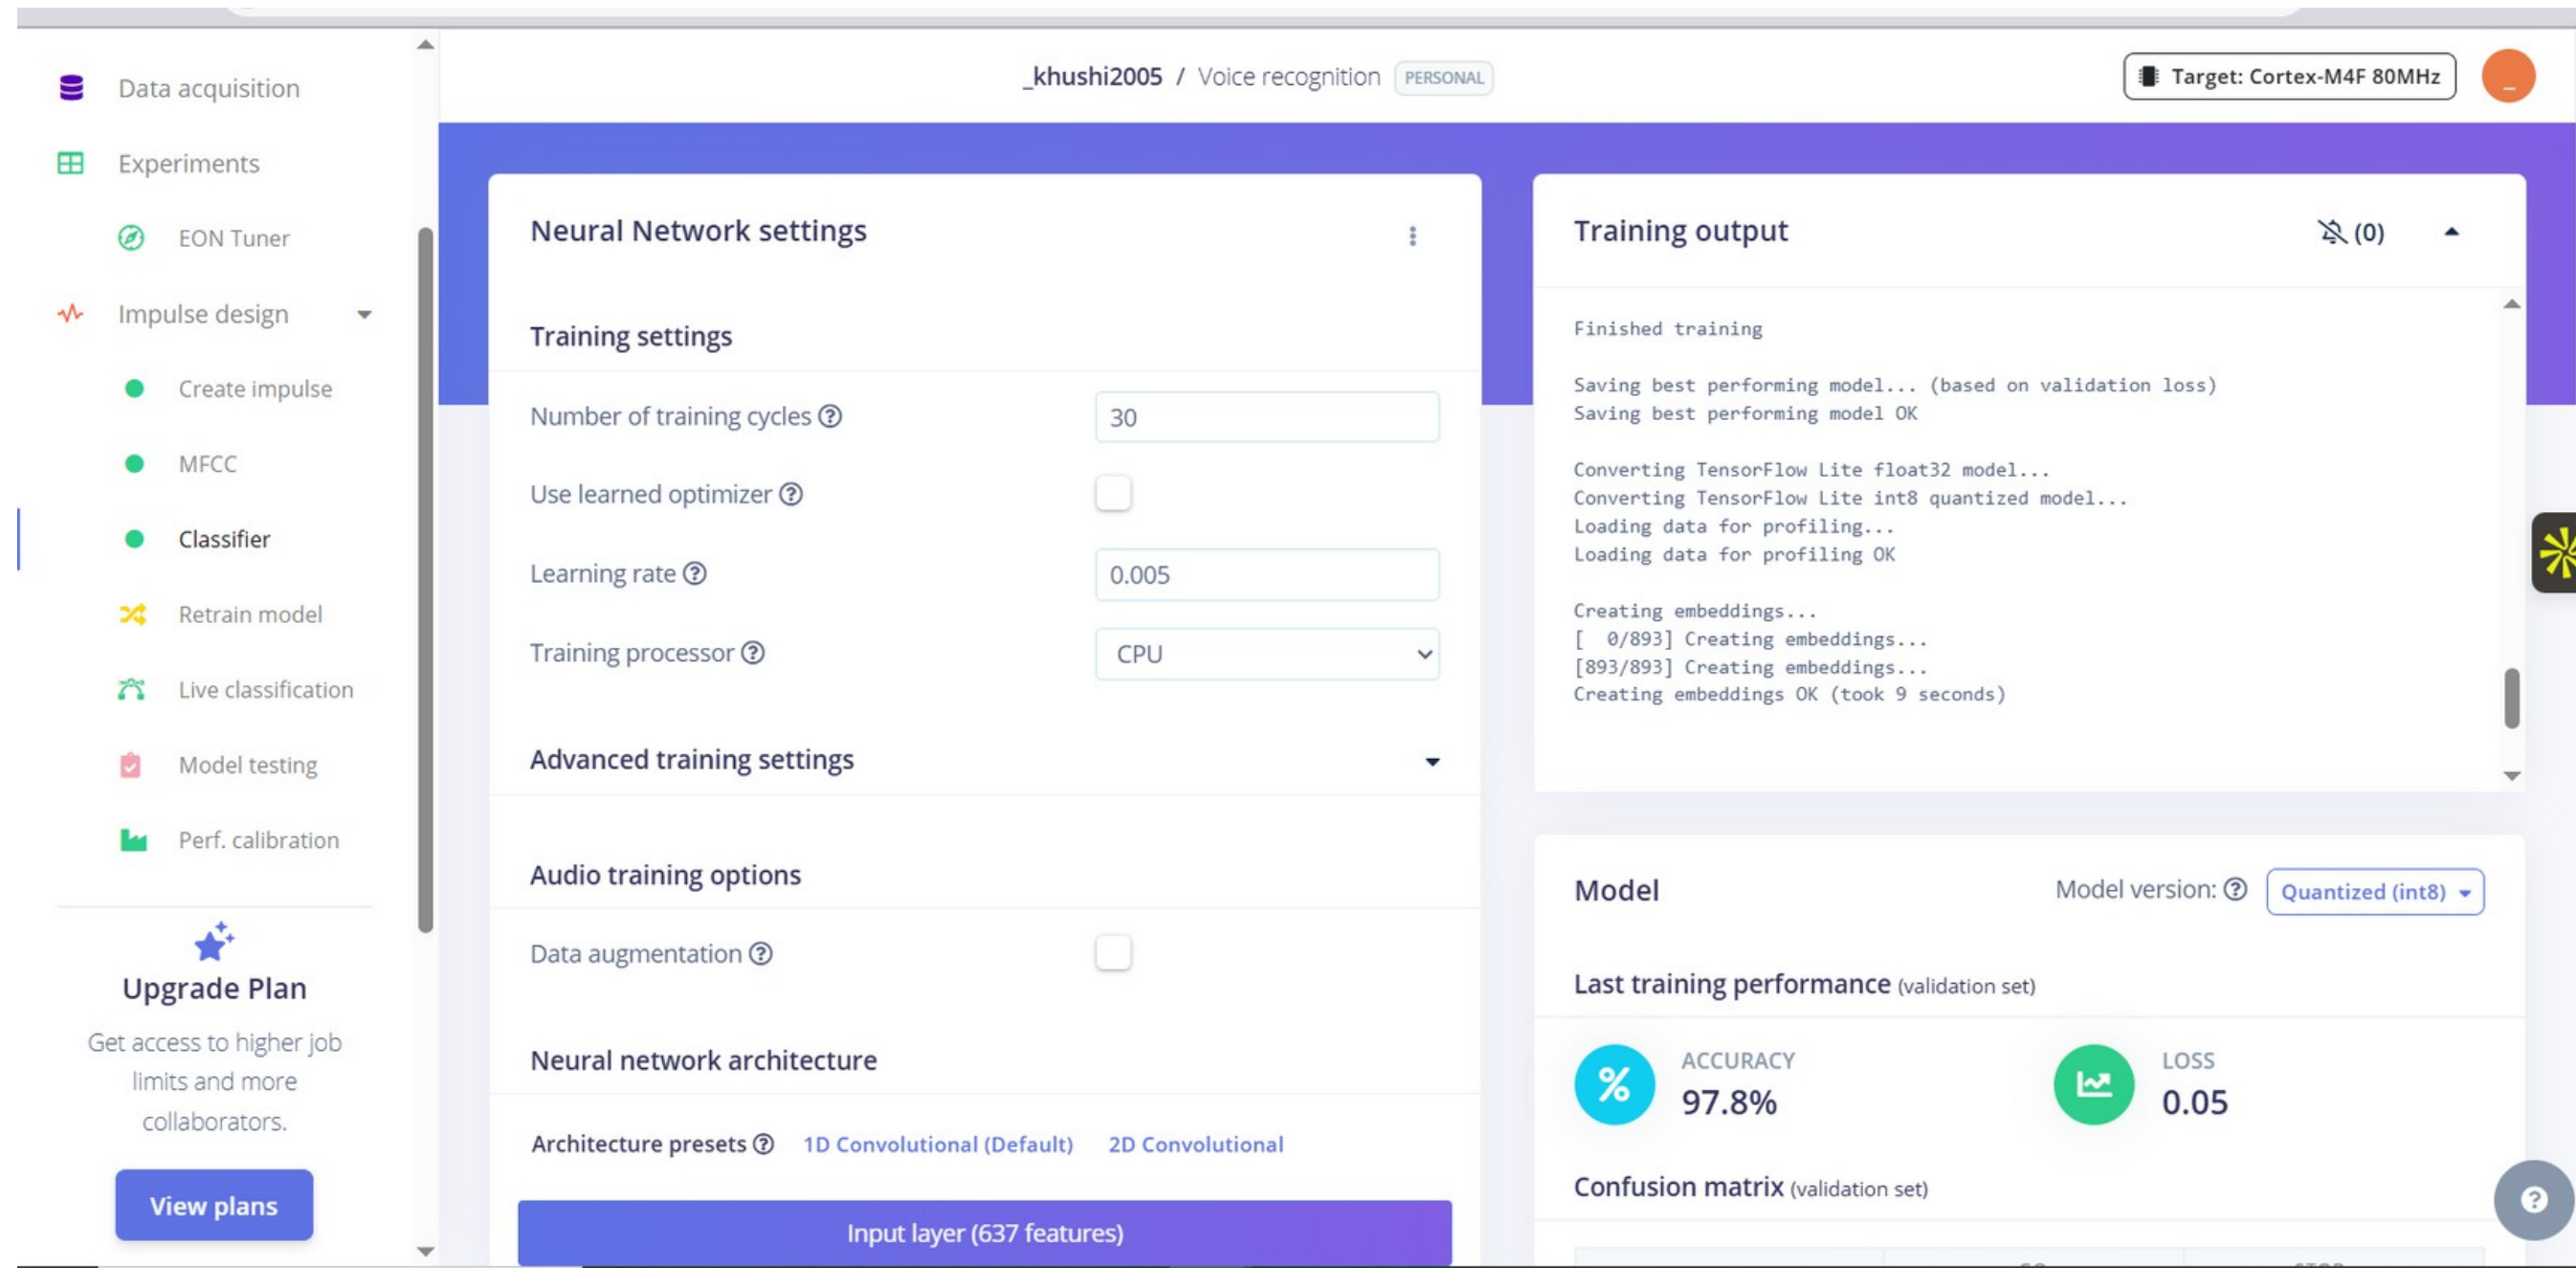 _khushi2005 / Voice recognition PERSONAL
Target: Cortex-M4F 80MHz
Data acquisition
Experiments
EON Tuner
Impulse design
Create impulse
MFCC
Classifier
Retrain model
Live classification
Model testing
Perf. calibration
Upgrade Plan
Get access to higher job
limits and more
collaborators.
View plans
Neural Network settings
Training settings
Number of training cycles ? 30
Use learned optimizer ?
Learning rate ? 0.005
Training processor ? CPU
Advanced training settings
Audio training options
Data augmentation ?
Neural network architecture
Architecture presets ? 1D Convolutional (Default) 2D Convolutional
Input layer (637 features)
Training output (0)
Finished training
Saving best performing model... (based on validation loss)
Saving best performing model OK
Converting TensorFlow Lite float32 model...
Converting TensorFlow Lite int8 quantized model...
Loading data for profiling...
Loading data for profiling OK
Creating embeddings...
[  0/893] Creating embeddings...
[893/893] Creating embeddings...
Creating embeddings OK (took 9 seconds)
Model
Model version: ? Quantized (int8)
Last training performance (validation set)
% ACCURACY
97.8%
LOSS
0.05
Confusion matrix (validation set)
?